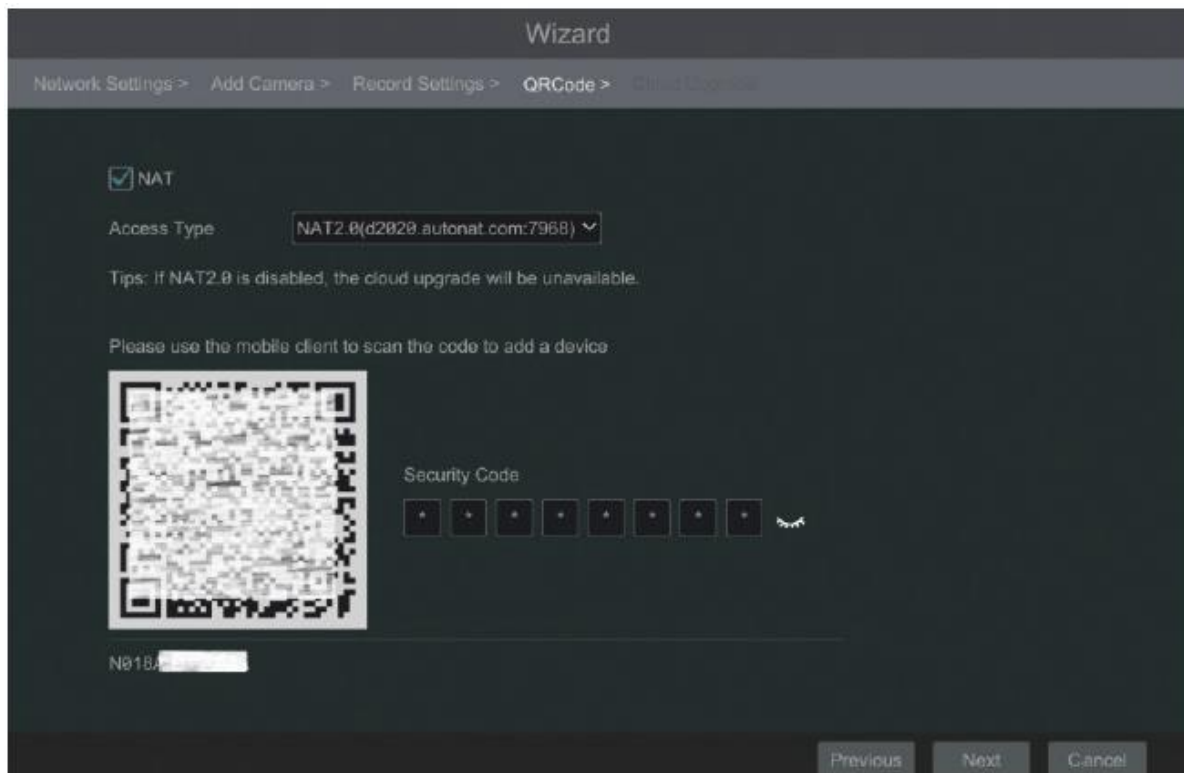 Wizard
Network Settings > Add Camera > Record Settings > QRCode > Cloud Upgrade
NAT
Access Type NAT2.0(d2020.autonat.com:7968)
Tips: If NAT2.0 is disabled, the cloud upgrade will be unavailable.
Please use the mobile client to scan the code to add a device
Security Code
* * * * * * * *
N018A
Previous Next Cancel